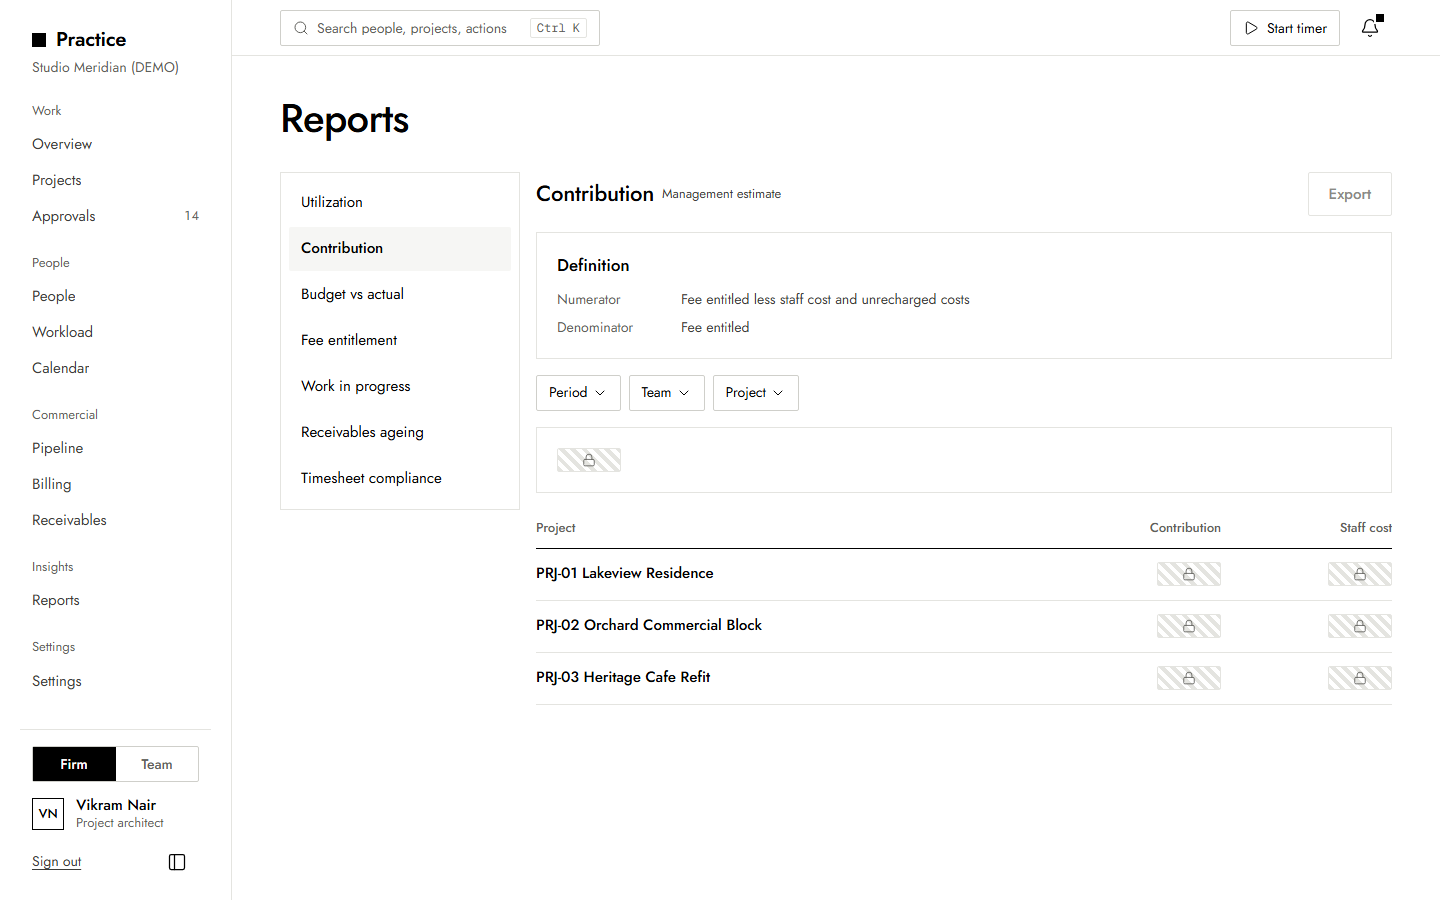 Practice
Studio Meridian (DEMO)
Work
Overview
Projects
Approvals 14
People
People
Workload
Calendar
Commercial
Pipeline
Billing
Receivables
Insights
Reports
Settings
Settings
Firm Team
VN
Vikram Nair
Project architect
Sign out
Search people, projects, actions Ctrl K
Start timer
Reports
Utilization
Contribution
Budget vs actual
Fee entitlement
Work in progress
Receivables ageing
Timesheet compliance
Contribution Management estimate
Export
Definition
Numerator Fee entitled less staff cost and unrecharged costs
Denominator Fee entitled
Period Team Project
Project Contribution Staff cost
PRJ-01 Lakeview Residence
PRJ-02 Orchard Commercial Block
PRJ-03 Heritage Cafe Refit